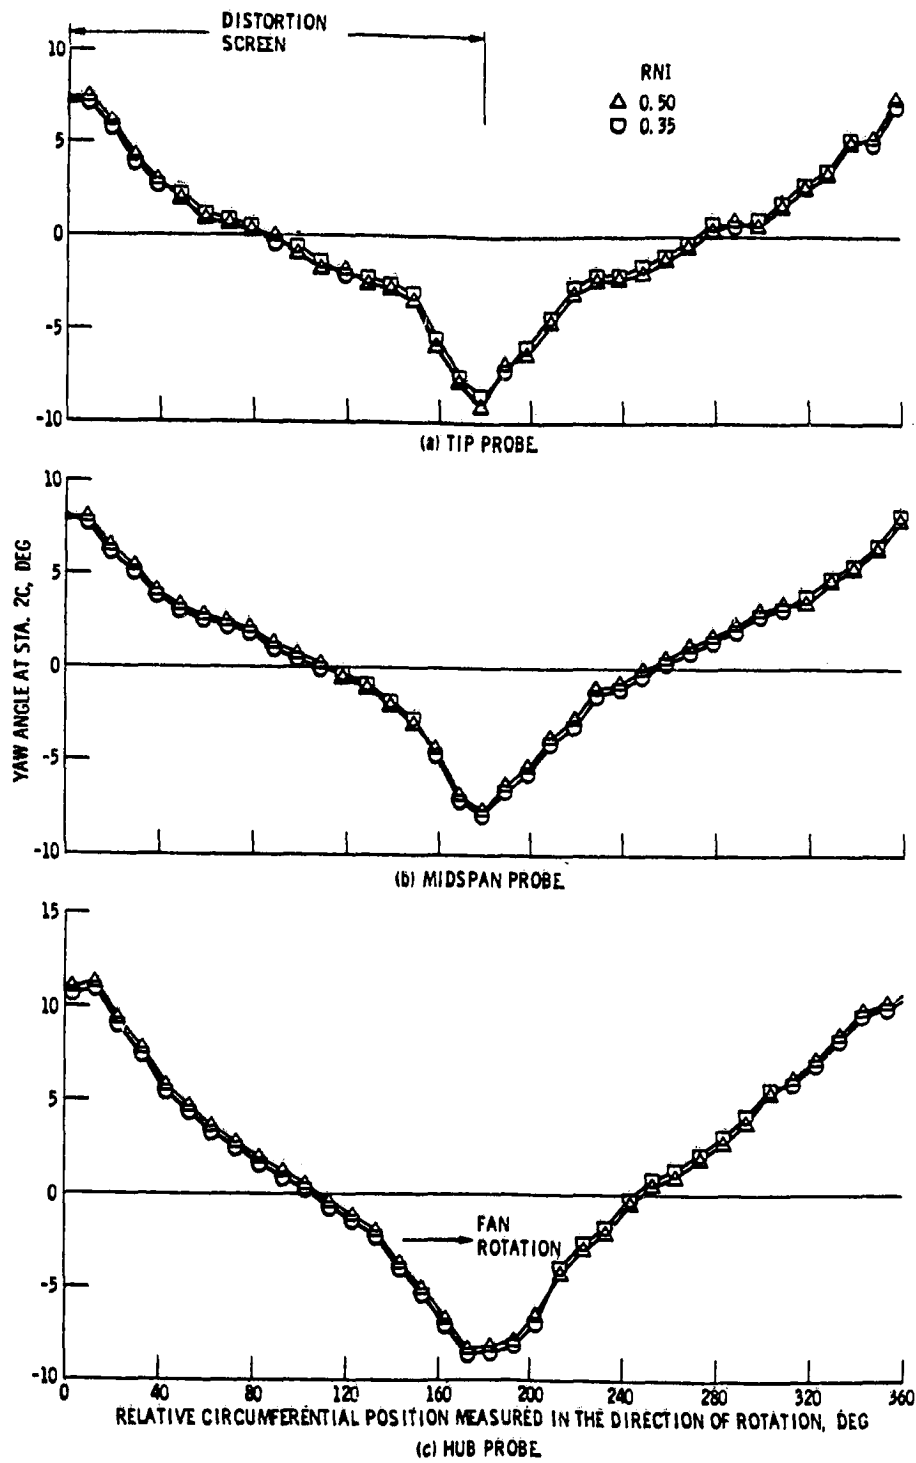 DISTORTION
SCREEN
RNI
0.50
0.35
10
5
0
-5
-10
(a) TIP PROBE.
10
5
0
-5
-10
(b) MIDSPAN PROBE.
YAW ANGLE AT STA. 2C, DEG
15
10
5
0
-5
-10
FAN
ROTATION
0 40 80 120 160 200 240 280 320 360
RELATIVE CIRCUMFERENTIAL POSITION MEASURED IN THE DIRECTION OF ROTATION, DEG
(c) HUB PROBE.